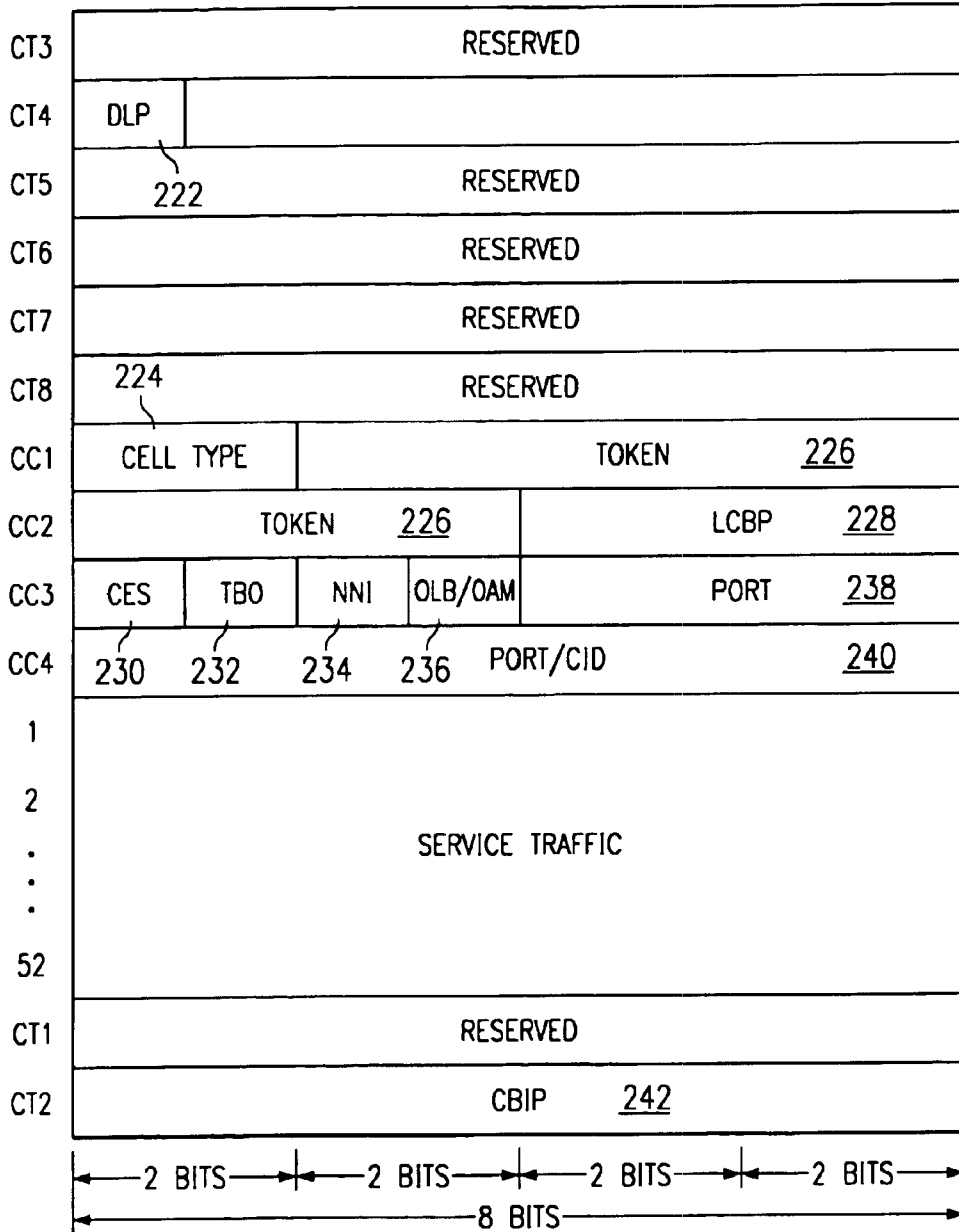 CT3 RESERVED
CT4 DLP
222
CT5 RESERVED
CT6 RESERVED
CT7 RESERVED
CT8 RESERVED
224
CC1 CELL TYPE TOKEN 226
CC2 TOKEN 226 LCBP 228
CC3 CES TBO NNI OLB/OAM PORT 238
CC4 230 232 234 236 PORT/CID 240
1
2
.
.
.
52
SERVICE TRAFFIC
CT1 RESERVED
CT2 CBIP 242
2 BITS 2 BITS 2 BITS 2 BITS
8 BITS